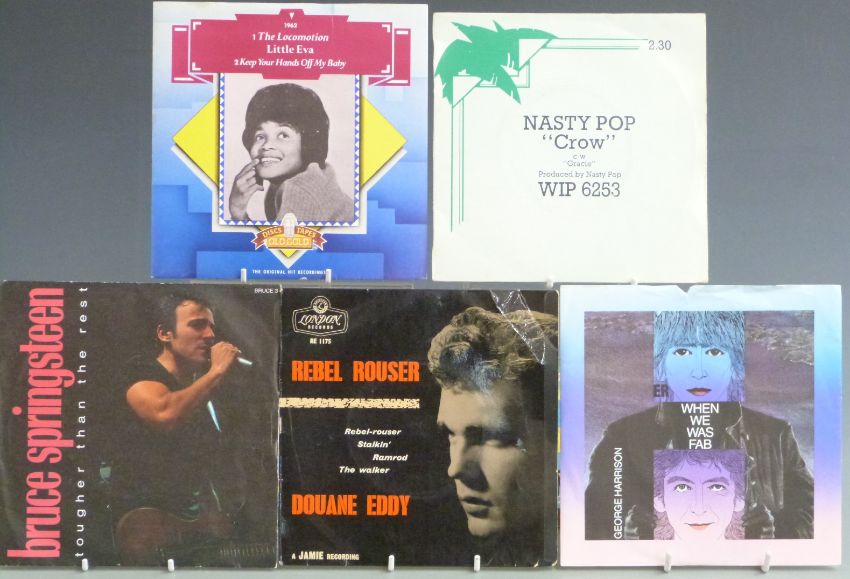 1962
1 The Locomotion
Little Eva
2 Keep Your Hands Off My Baby
DISCS TAPES
OLD GOLD
THE ORIGINAL HIT RECORDINGS
2.30
NASTY POP
"Crow"
c/w
"Gracie"
Produced by Nasty Pop
WIP 6253
bruce springsteen
tougher than the rest
BRUCE 3
LONDON
RECORDS
RE 1175
REBEL ROUSER
Rebel-rouser
Stalkin'
Ramrod
The walker
DOUANE EDDY
A JAMIE RECORDING
ER
WHEN
WE
WAS
FAB
GEORGE HARRISON